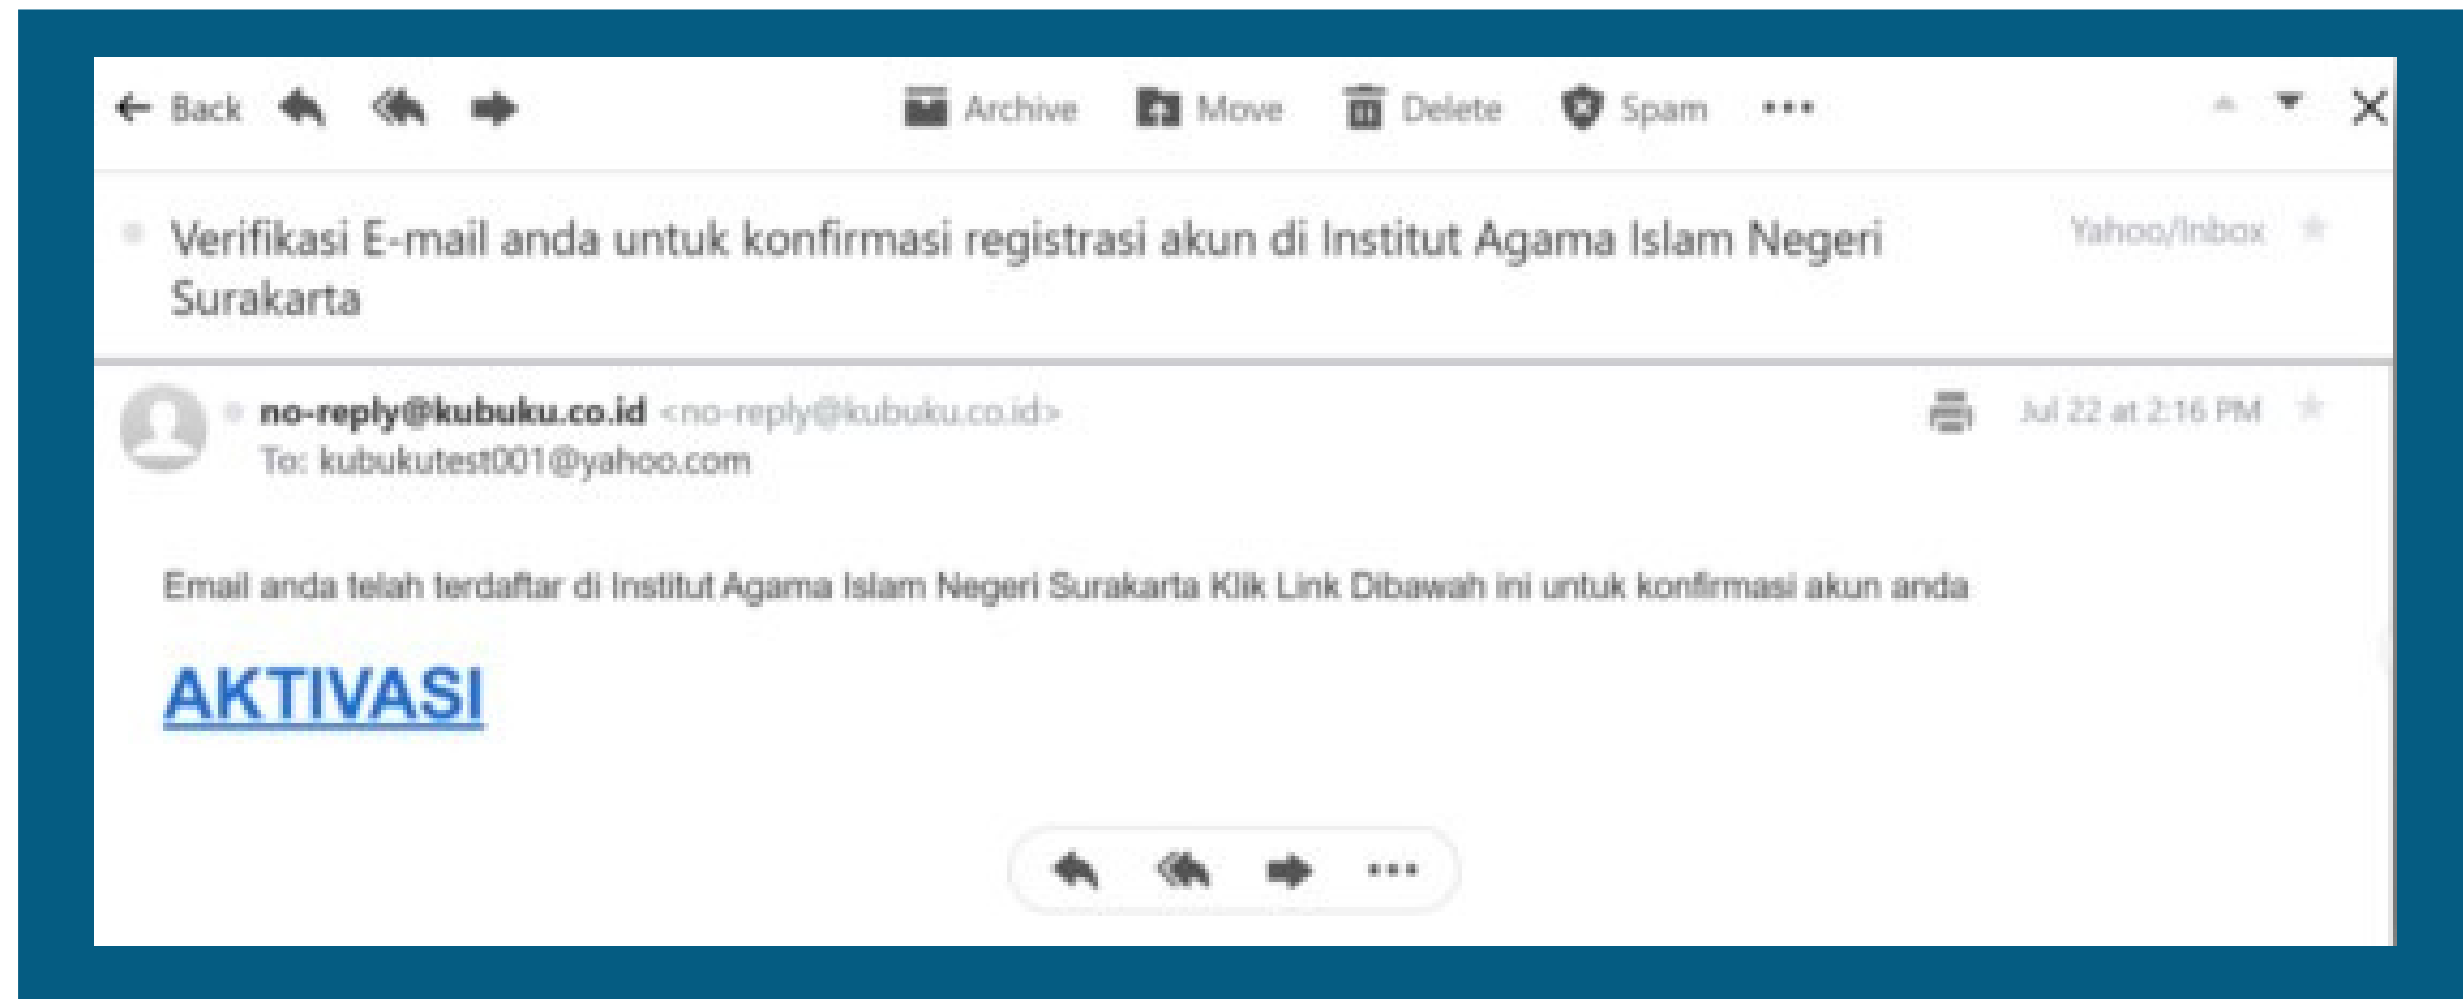 Back Archive Move Delete Spam
Verifikasi E-mail anda untuk konfirmasi registrasi akun di Institut Agama Islam Negeri
Surakarta
Yahoo/Inbox
no-reply@kubuku.co.id <no-reply@kubuku.co.id>
Jul 22 at 2:16 PM
To: kubukutest001@yahoo.com
Email anda telah terdaftar di Institut Agama Islam Negeri Surakarta Klik Link Dibawah ini untuk konfirmasi akun anda
AKTIVASI